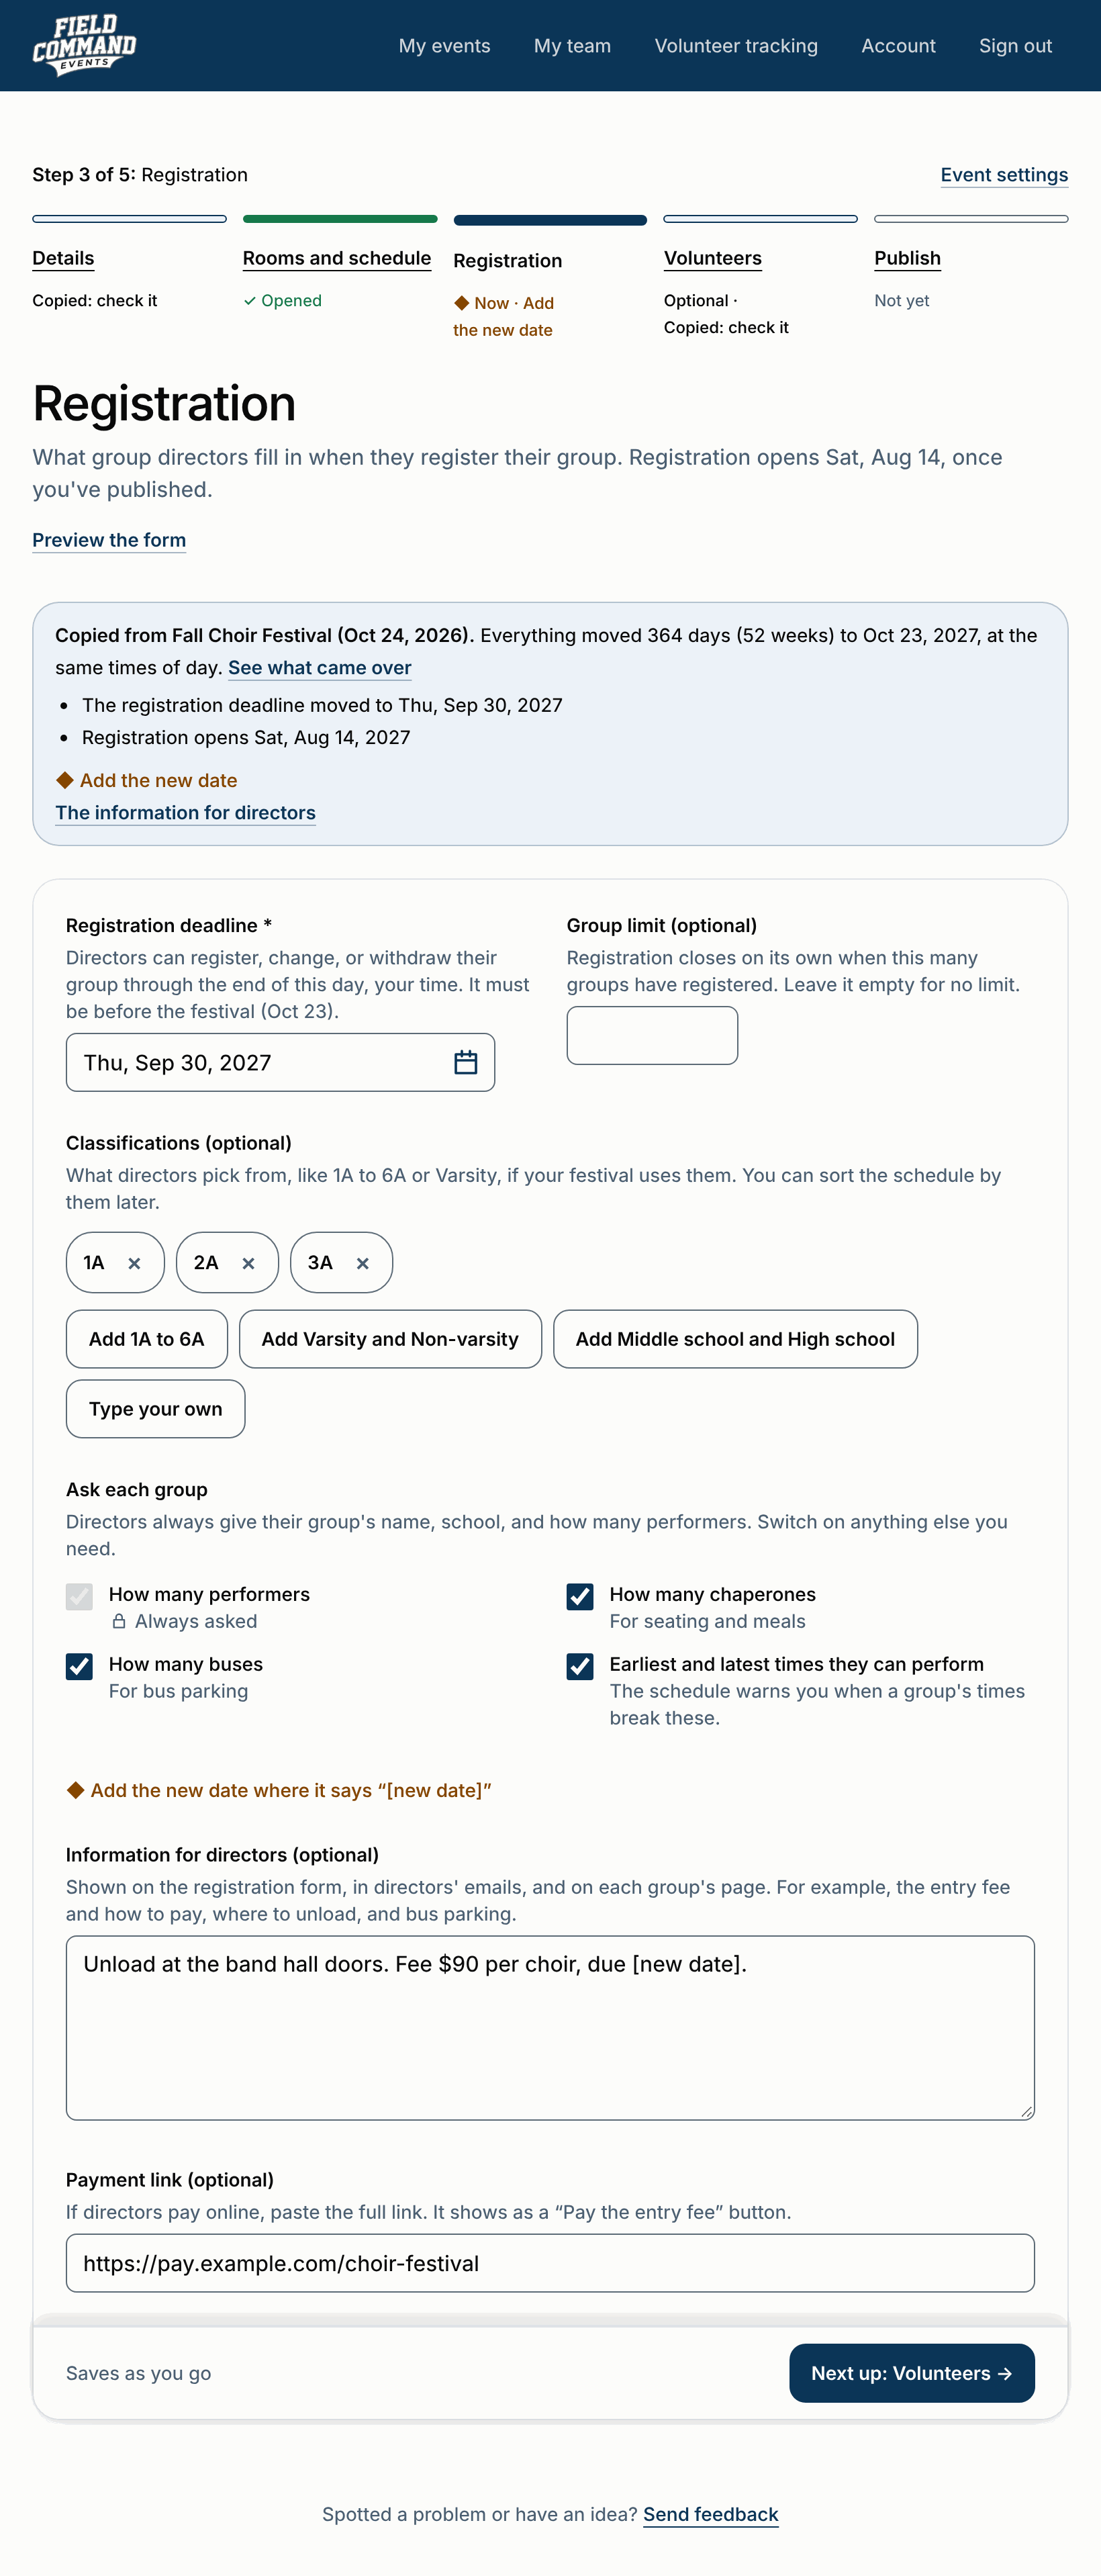 FIELD
COMMAND
EVENTS
My events
My team
Volunteer tracking
Account
Sign out
Step 3 of 5: Registration
Event settings
Details
Copied: check it
Rooms and schedule
✓ Opened
Registration
◆ Now · Add
the new date
Volunteers
Optional ·
Copied: check it
Publish
Not yet
Registration
What group directors fill in when they register their group. Registration opens Sat, Aug 14, once
you've published.
Preview the form
Copied from Fall Choir Festival (Oct 24, 2026). Everything moved 364 days (52 weeks) to Oct 23, 2027, at the
same times of day. See what came over
• The registration deadline moved to Thu, Sep 30, 2027
• Registration opens Sat, Aug 14, 2027
◆ Add the new date
The information for directors
Registration deadline *
Directors can register, change, or withdraw their
group through the end of this day, your time. It must
be before the festival (Oct 23).
Thu, Sep 30, 2027
Group limit (optional)
Registration closes on its own when this many
groups have registered. Leave it empty for no limit.
Classifications (optional)
What directors pick from, like 1A to 6A or Varsity, if your festival uses them. You can sort the schedule by
them later.
1A ×
2A ×
3A ×
Add 1A to 6A
Add Varsity and Non-varsity
Add Middle school and High school
Type your own
Ask each group
Directors always give their group's name, school, and how many performers. Switch on anything else you
need.
How many performers
Always asked
How many chaperones
For seating and meals
How many buses
For bus parking
Earliest and latest times they can perform
The schedule warns you when a group's times
break these.
◆ Add the new date where it says “[new date]”
Information for directors (optional)
Shown on the registration form, in directors' emails, and on each group's page. For example, the entry fee
and how to pay, where to unload, and bus parking.
Unload at the band hall doors. Fee $90 per choir, due [new date].
Payment link (optional)
If directors pay online, paste the full link. It shows as a “Pay the entry fee” button.
https://pay.example.com/choir-festival
Saves as you go
Next up: Volunteers →
Spotted a problem or have an idea? Send feedback